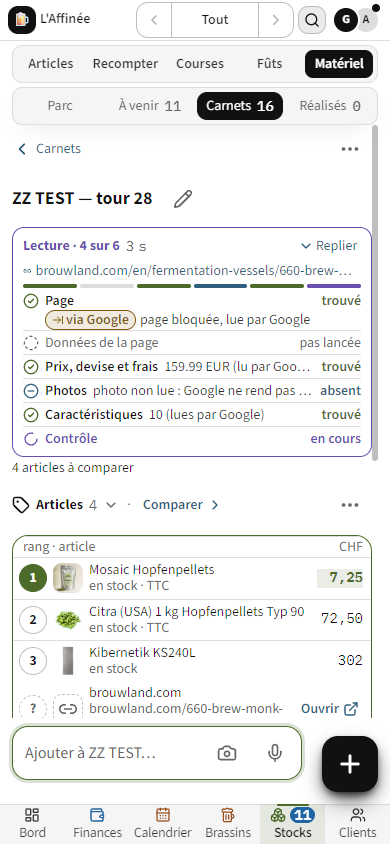 L'Affinée
Tout
G
A
Articles
Recompter
Courses
Fûts
Matériel
Parc
À venir 11
Carnets 16
Réalisés 0
Carnets
ZZ TEST — tour 28
Lecture · 4 sur 6 3 s
Replier
brouwland.com/en/fermentation-vessels/660-brew-…
Page
trouvé
via Google page bloquée, lue par Google
Données de la page
pas lancée
Prix, devise et frais 159.99 EUR (lu par Goo…
trouvé
Photos photo non lue : Google ne rend pas …
absent
Caractéristiques 10 (lues par Google)
trouvé
Contrôle
en cours
4 articles à comparer
Articles 4
· Comparer
rang · article
CHF
1
Mosaic Hopfenpellets
en stock · TTC
7,25
2
Citra (USA) 1 kg Hopfenpellets Typ 90
en stock · TTC
72,50
3
Kibernetik KS240L
en stock
302
?
brouwland.com
brouwland.com/660-brew-monk-
Ouvrir
Ajouter à ZZ TEST…
Bord
Finances
Calendrier
Brassins
11
Stocks
Clients